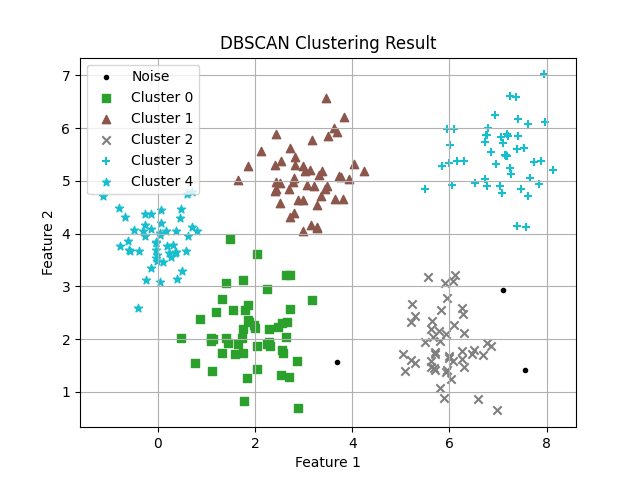 DBSCAN Clustering Result
7
6
5
4
3
2
1
Feature 2
Noise
Cluster 0
Cluster 1
Cluster 2
Cluster 3
Cluster 4
0 2 4 6 8
Feature 1